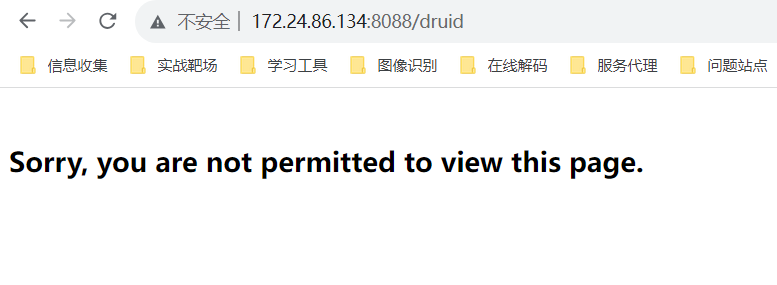 不安全 172.24.86.134:8088/druid
信息收集 实战靶场 学习工具 图像识别 在线解码 服务代理 问题站点
Sorry, you are not permitted to view this page.